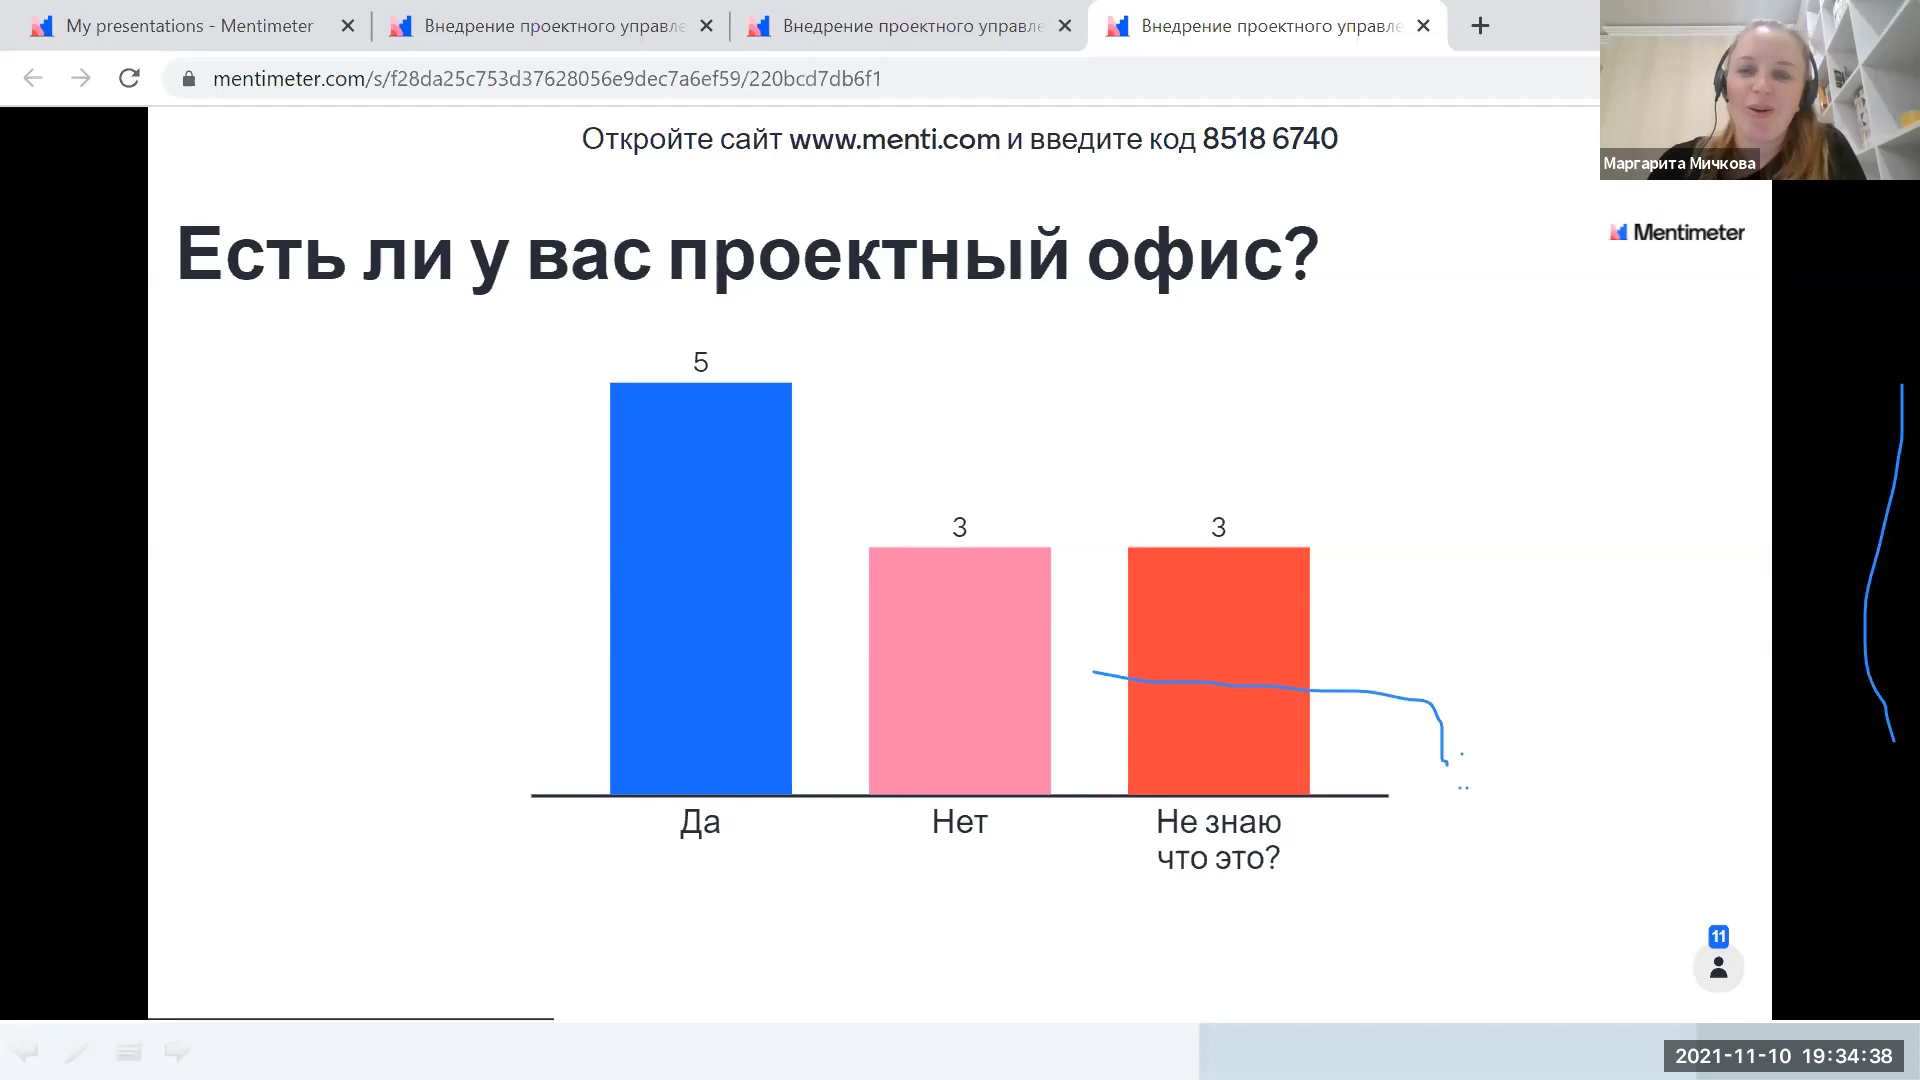 My presentations - Mentimeter
Внедрение проектного управле
Внедрение проектного управле
Внедрение проектного управле
mentimeter.com/s/f28da25c753d37628056e9dec7a6ef59/220bcd7db6f1
Маргарита Мичкова
Откройте сайт www.menti.com и введите код 8518 6740
Есть ли у вас проектный офис?
Mentimeter
5
3
3
Да
Нет
Не знаю
что это?
11
2021-11-10 19:34:38